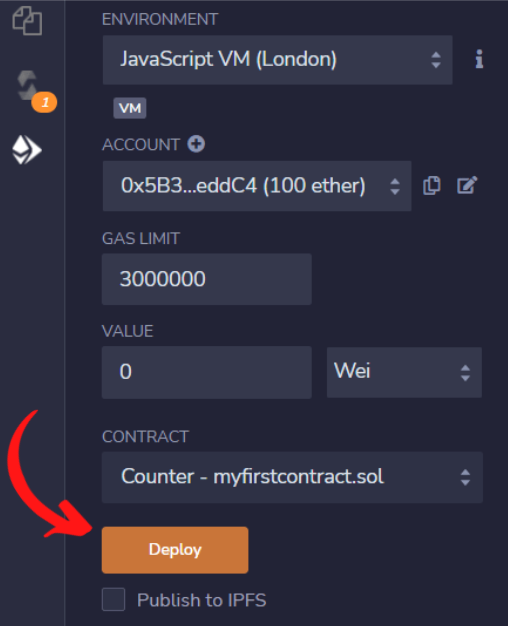 ENVIRONMENT
JavaScript VM (London)
VM
1
ACCOUNT
0x5B3...eddC4 (100 ether)
GAS LIMIT
3000000
VALUE
0 Wei
CONTRACT
Counter - myfirstcontract.sol
Deploy
Publish to IPFS